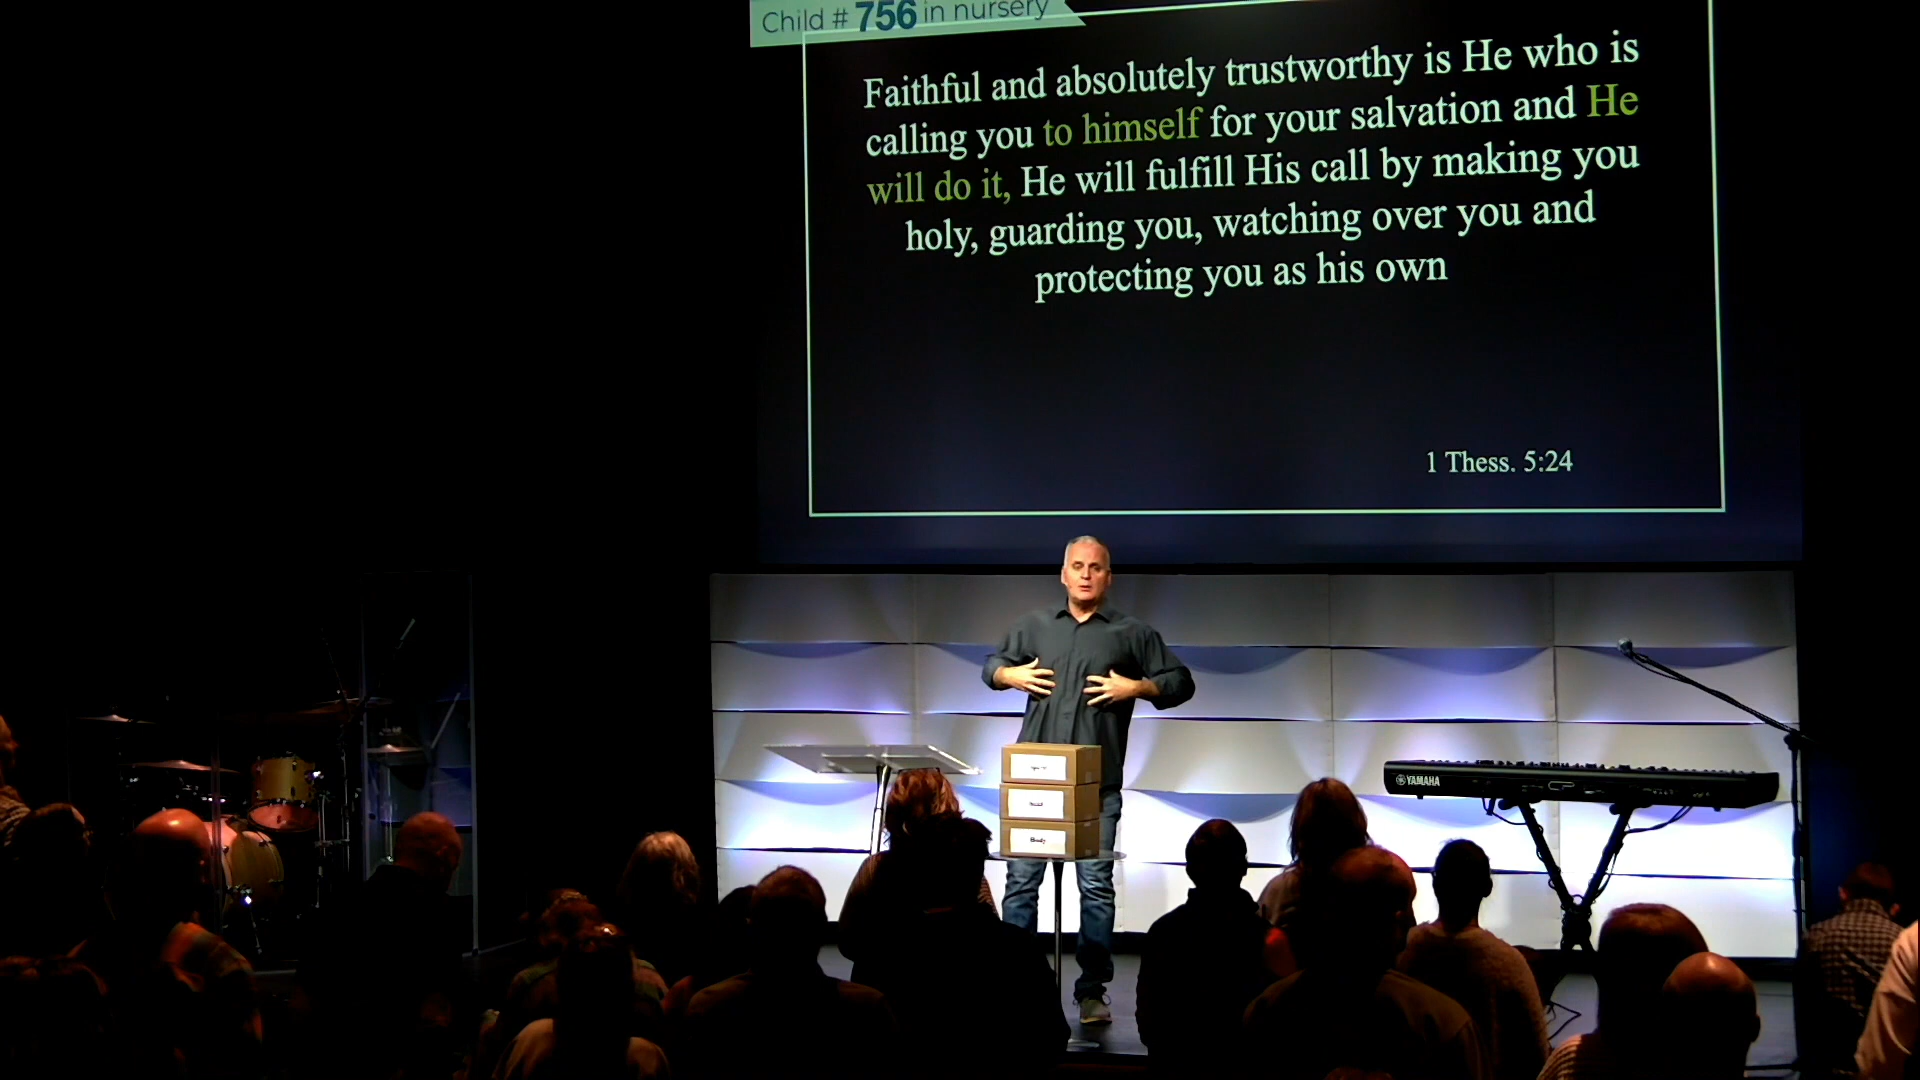 Child # 756 in nursery
Faithful and absolutely trustworthy is He who is
calling you to himself for your salvation and He
will do it, He will fulfill His call by making you
holy, guarding you, watching over you and
protecting you as his own
1 Thess. 5:24
YAMAHA
CP
Body